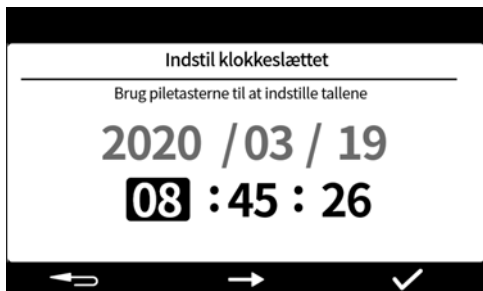 Indstil klokkeslættet
Brug piletasterne til at indstille tallene
2020 / 03 / 19
08 : 45 : 26